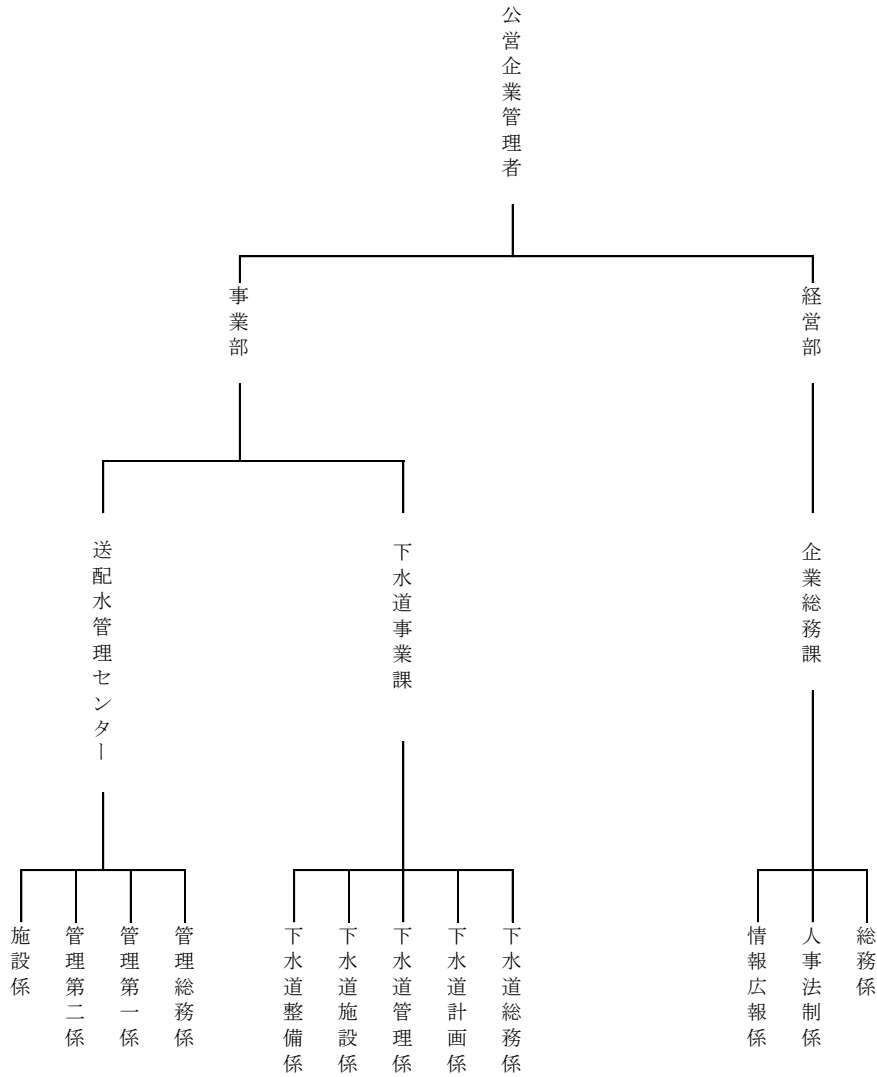 公営企業管理者
経営部
事業部
企業総務課
下水道事業課
送配水管理センター
総務係
人事法制係
情報広報係
下水道総務係
下水道計画係
下水道管理係
下水道施設係
下水道整備係
管理総務係
管理第一係
管理第二係
施設係